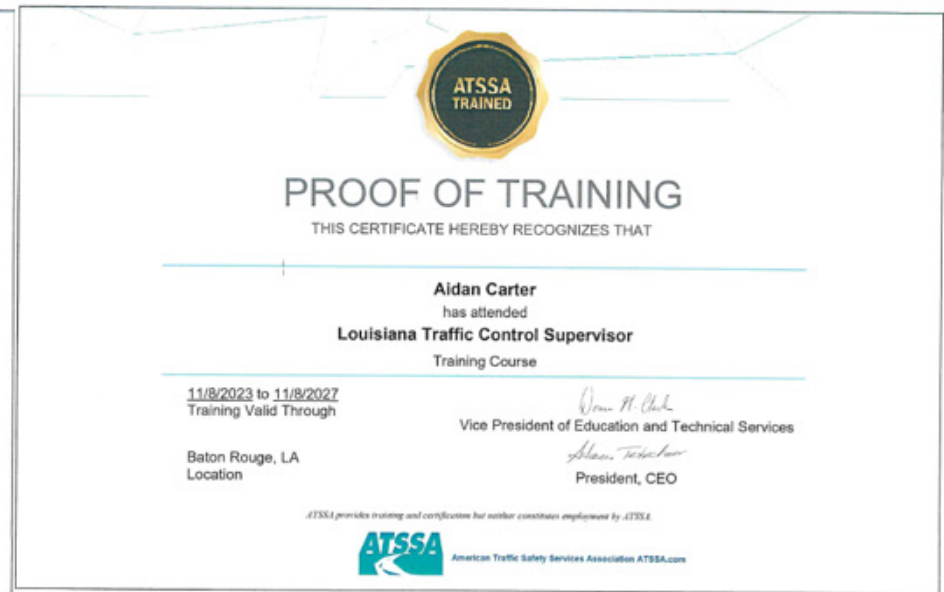 ATSSA
TRAINED
PROOF OF TRAINING
THIS CERTIFICATE HEREBY RECOGNIZES THAT
Aidan Carter
has attended
Louisiana Traffic Control Supervisor
Training Course
11/8/2023 to 11/8/2027
Training Valid Through
Vice President of Education and Technical Services
Baton Rouge, LA
Location
President, CEO
ATSSA provides training and certification but neither constitutes employment by ATSSA.
ATSSA
American Traffic Safety Services Association ATSSA.com